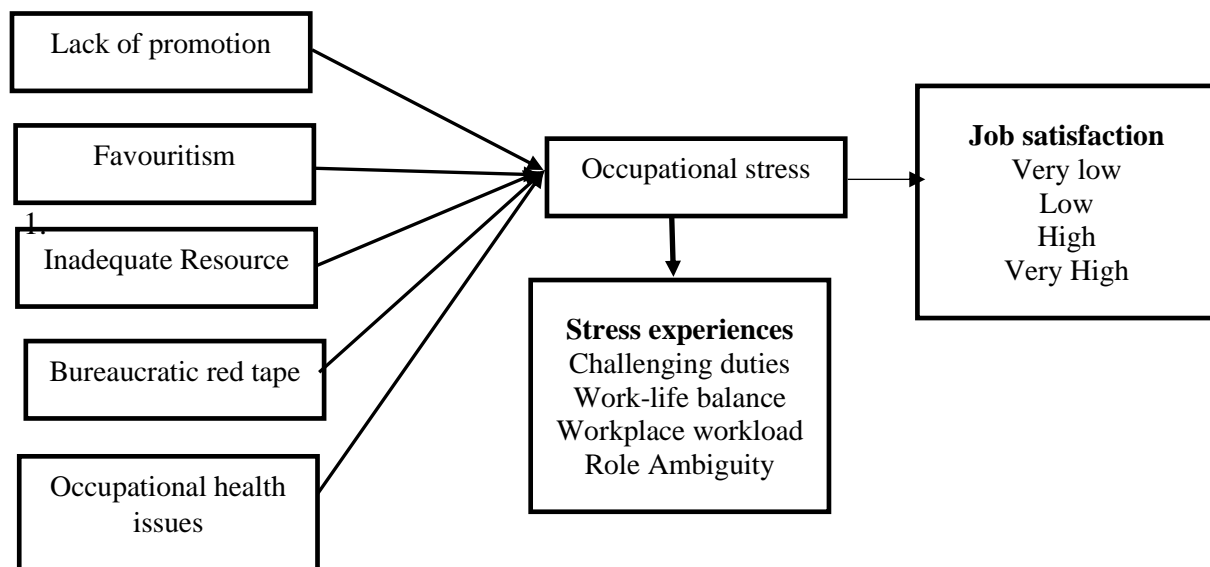 Lack of promotion
Favouritism
1.
Inadequate Resource
Bureaucratic red tape
Occupational health
issues
Occupational stress
Stress experiences
Challenging duties
Work-life balance
Workplace workload
Role Ambiguity
Job satisfaction
Very low
Low
High
Very High